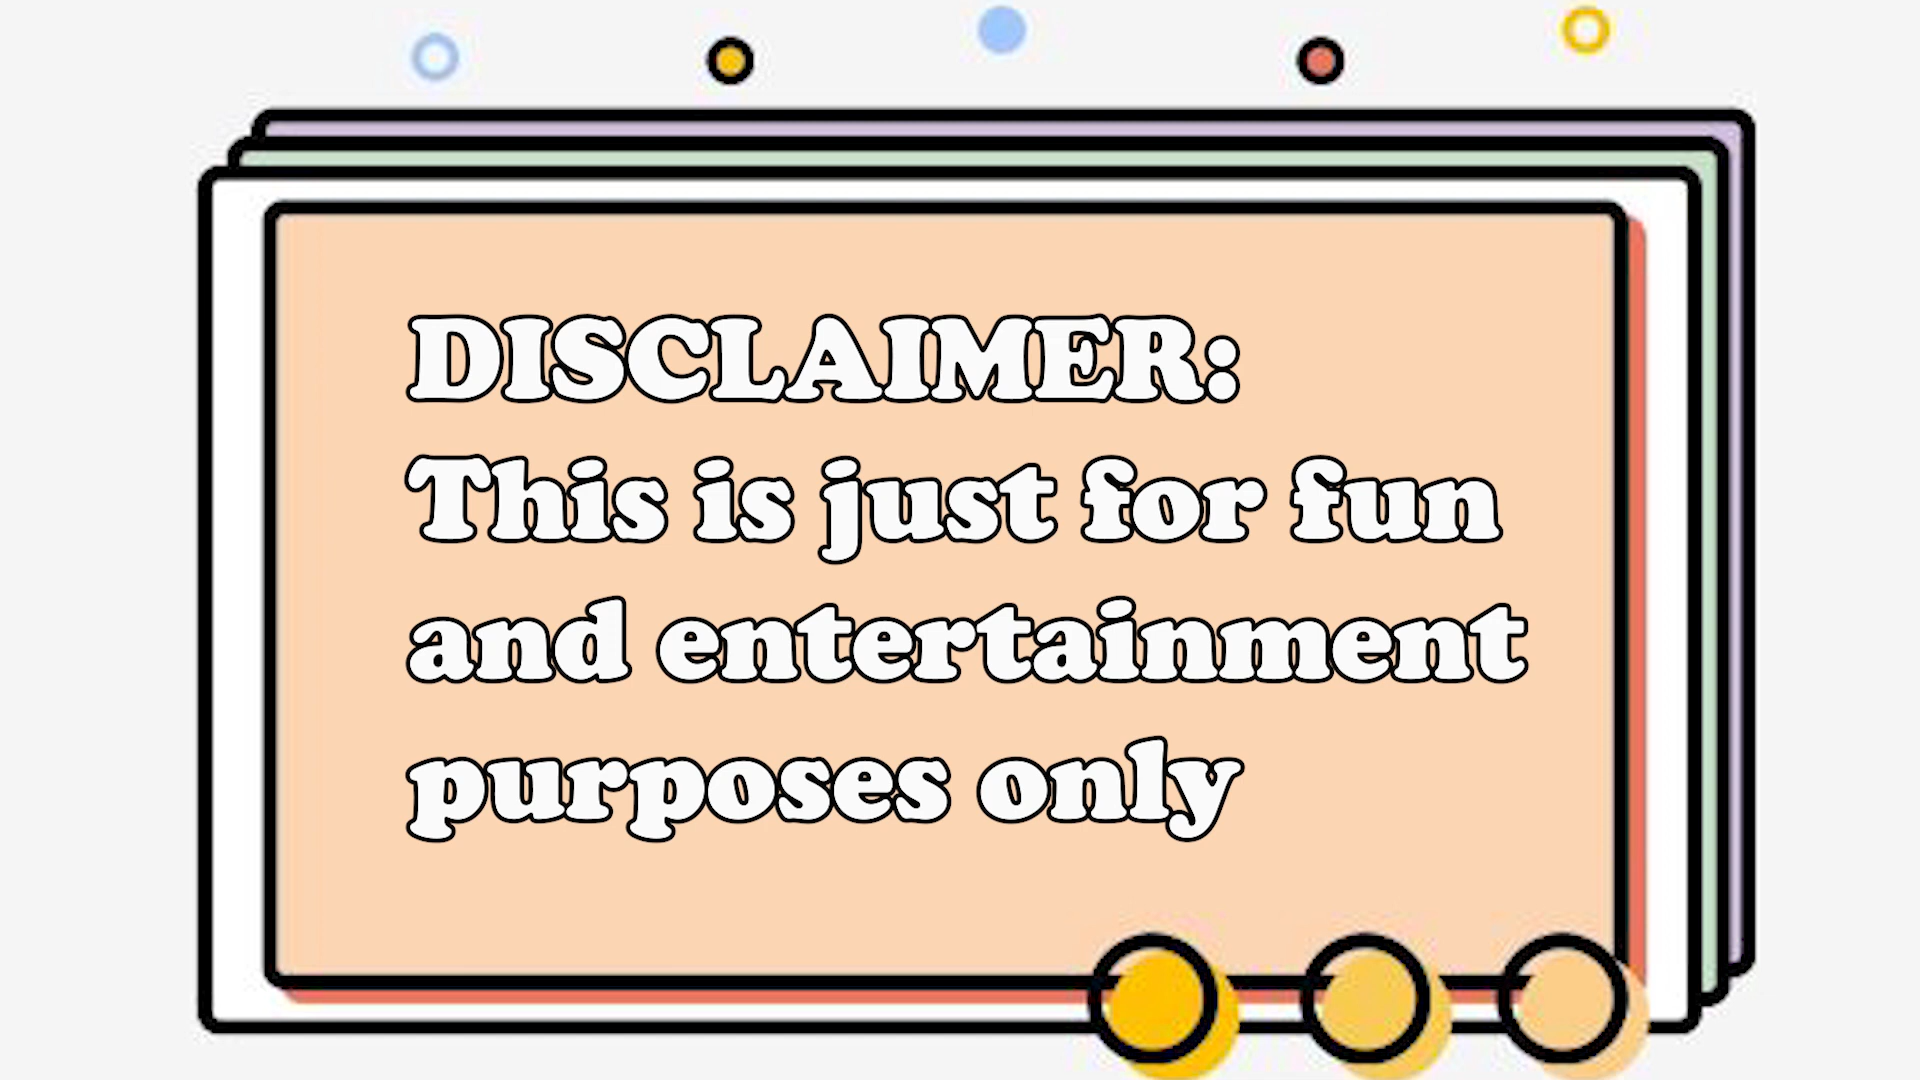 DISCLAIMER:
This is just for fun
and entertainment
purposes only